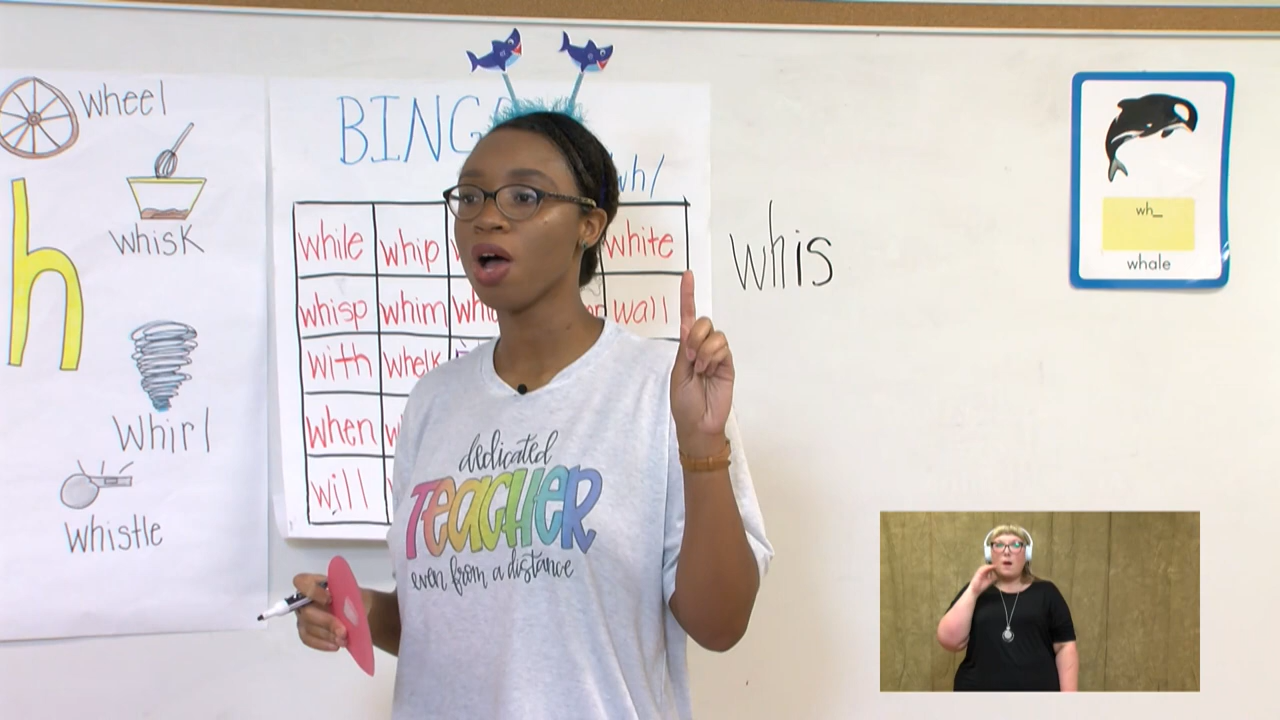 wheel
whisk
h
whirl
whistle
BING
wh/
while whip white
whisp whim wall
with whelk
when
will
whis
wh_
whale
dedicated
TEACHER
even from a distance